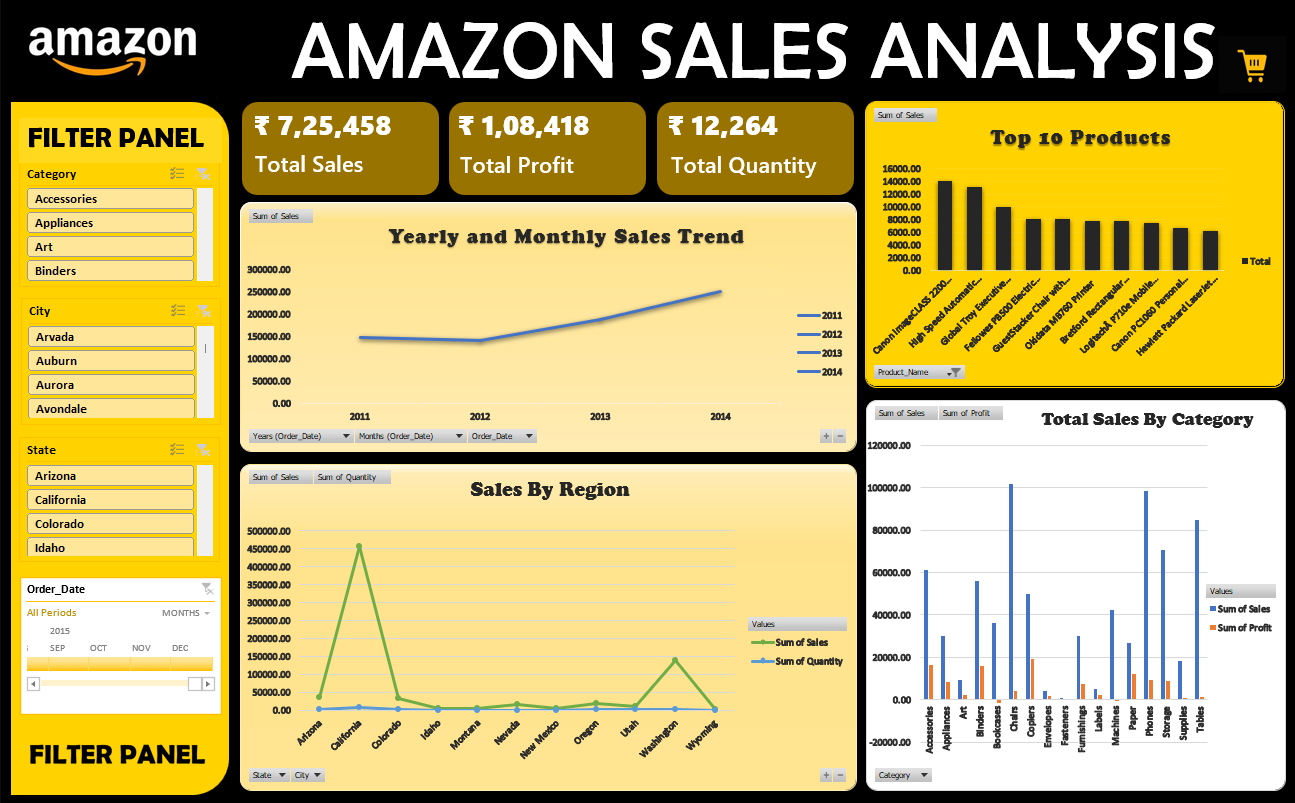 amazon
AMAZON SALES ANALYSIS
FILTER PANEL
Category
Accessories
Appliances
Art
Binders
City
Arvada
Auburn
Aurora
Avondale
State
Arizona
California
Colorado
Idaho
Order_Date
All Periods
MONTHS
2015
SEP OCT NOV DEC
FILTER PANEL
₹ 7,25,458
Total Sales
₹ 1,08,418
Total Profit
₹ 12,264
Total Quantity
Sum of Sales
Yearly and Monthly Sales Trend
300000.00
250000.00
200000.00
150000.00
100000.00
50000.00
0.00
2011 2012 2013 2014
2011
2012
2013
2014
Years (Order_Date) Months (Order_Date) Order_Date
Sum of Sales Sum of Quantity
Sales By Region
500000.00
450000.00
400000.00
350000.00
300000.00
250000.00
200000.00
150000.00
100000.00
50000.00
0.00
Arizona California Colorado Idaho Montana Nevada New Mexico Oregon Utah Washington Wyoming
Values
Sum of Sales
Sum of Quantity
State City
Sum of Sales
Top 10 Products
16000.00
14000.00
12000.00
10000.00
8000.00
6000.00
4000.00
2000.00
0.00
Canon imageCLASS 2200...
High Speed Automatic...
Global Troy Executive...
Fellowes PB500 Electric...
GuestStacker Chair with...
Okidata MB760 Printer
Bretford Rectangular...
LogitechÂ P710e Mobile...
Canon PC1060 Personal...
Hewlett Packard LaserJet...
Total
Product_Name
Sum of Sales Sum of Profit
Total Sales By Category
120000.00
100000.00
80000.00
60000.00
40000.00
20000.00
0.00
-20000.00
Accessories Appliances Art Binders Bookcases Chairs Copiers Envelopes Fasteners Furnishings Labels Machines Paper Phones Storage Supplies Tables
Values
Sum of Sales
Sum of Profit
Category